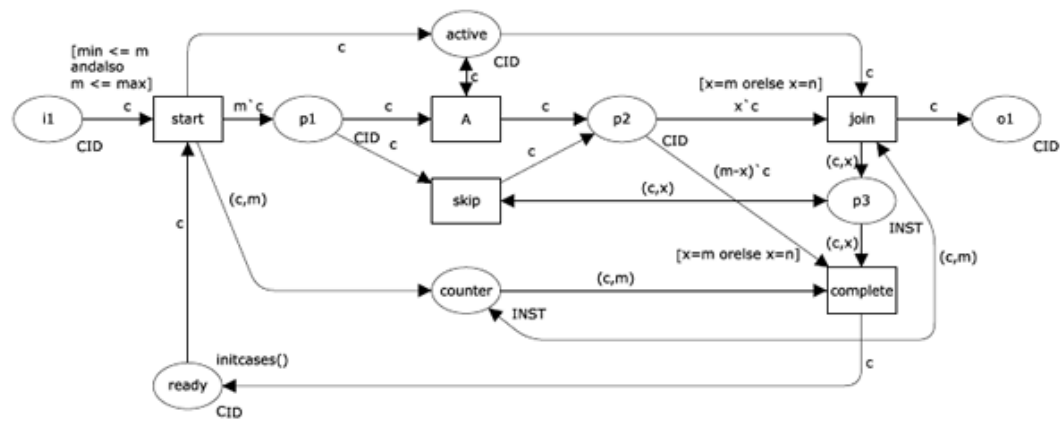 active
c
[min <= m
andalso
m <= max]
CID
c
c
[x=m orelse x=n]
c
i1
c
start
m`c
p1
c
A
c
p2
x`c
join
c
o1
CID
CID
c
c
CID
(m-x)`c
(c,x)
CID
(c,m)
skip
(c,x)
p3
c
INST
(c,x)
[x=m orelse x=n]
(c,m)
counter
(c,m)
complete
INST
initcases()
c
ready
CID